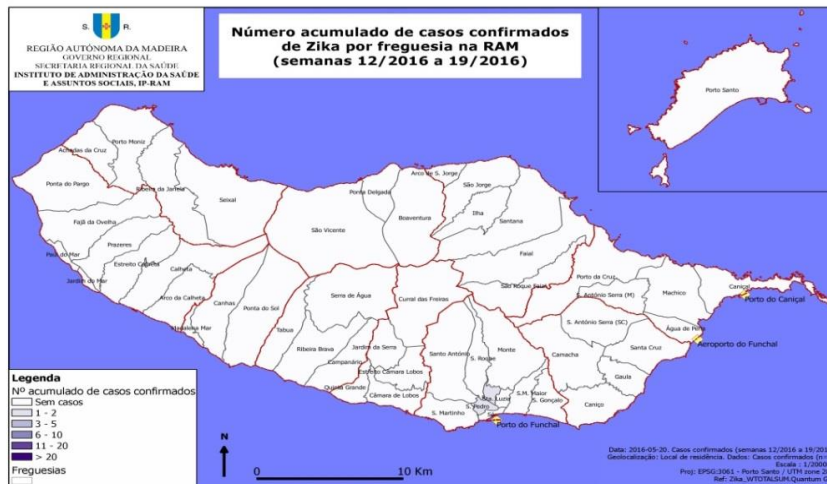 S. R.
REGIÃO AUTÓNOMA DA MADEIRA
GOVERNO REGIONAL
SECRETARIA REGIONAL DA SAÚDE
INSTITUTO DE ADMINISTRAÇÃO DA SAÚDE
E ASSUNTOS SOCIAIS, IP-RAM
Número acumulado de casos confirmados
de Zika por freguesia na RAM
(semanas 12/2016 a 19/2016)
Porto Santo
Porto Moniz
Achadas da Cruz
Ponta do Pargo
Ribeira da Janela
Seixal
Fajã da Ovelha
Prazeres
Paul do Mar
Estreito Calheta
Jardim do Mar
Calheta
Arco da Calheta
Madalena Mar
Canhas
Ponta do Sol
Tabua
São Vicente
Ponta Delgada
Boaventura
Arco de S. Jorge
São Jorge
Ilha
Santana
Faial
São Roque Faial
Porto da Cruz
S. António Serra (M)
Machico
Caniçal
Porto do Caniçal
Serra de Água
Curral das Freiras
Ribeira Brava
Campanário
Quinta Grande
Jardim da Serra
Estreito Câmara Lobos
Câmara de Lobos
Santo António
S. Roque
Monte
Camacha
S. António Serra (SC)
Água de Pena
Santa Cruz
Aeroporto do Funchal
Gaula
Caniço
S. Martinho
S. Pedro
Luzia
S.M. Maior
S. Gonçalo
Sé
Porto do Funchal
Legenda
Nº acumulado de casos confirmados
Sem casos
1 - 2
3 - 5
6 - 10
11 - 20
> 20
Freguesias
N
0 10 Km
Data: 2016-05-20. Casos confirmados (semanas 12/2016 a 19/201
Geolocalização: Local de residência. Dados: Casos confirmados (n=
Escala : 1/2000
Proj: EPSG:3061 - Porto Santo / UTM zone 2
Ref: Zika_WTOTALSUM.Quantum G